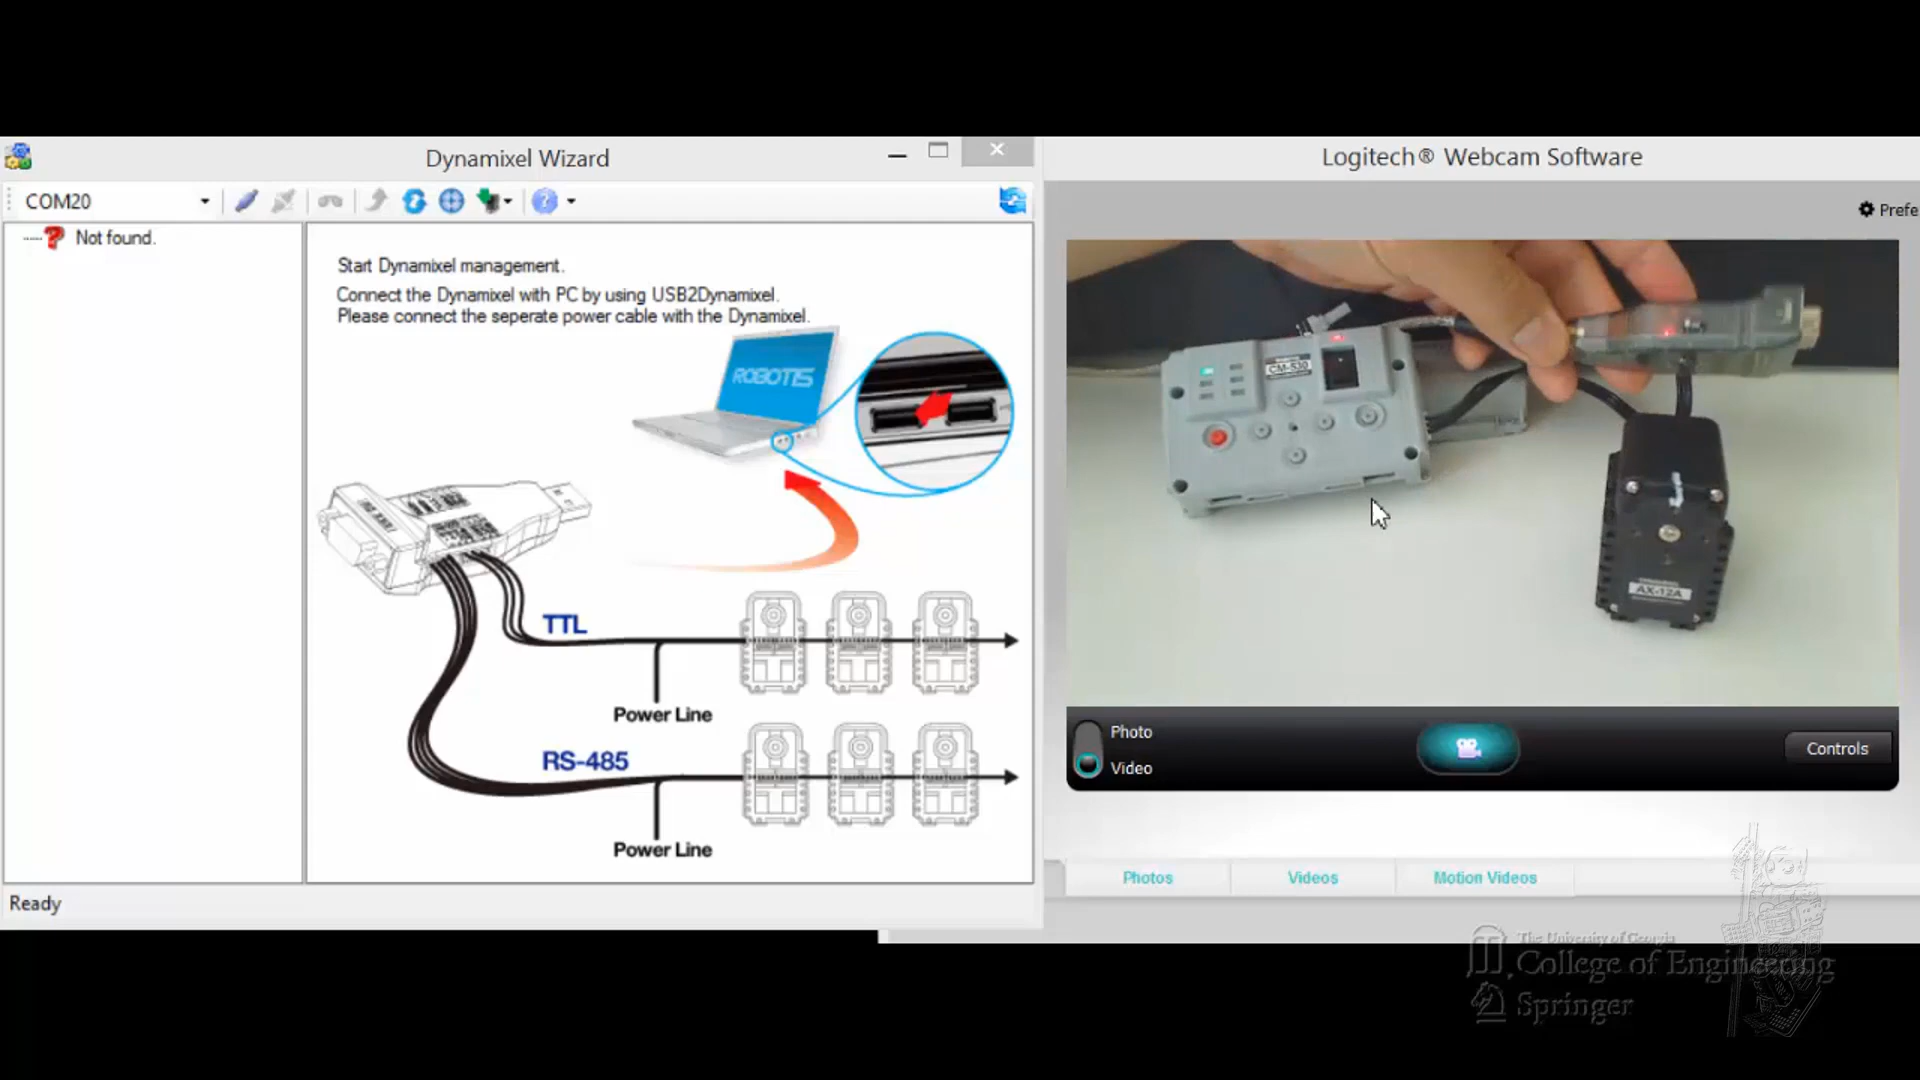 Dynamixel Wizard
COM20
Not found.
Start Dynamixel management.
Connect the Dynamixel with PC by using USB2Dynamixel.
Please connect the seperate power cable with the Dynamixel.
ROBOTIS
TTL
Power Line
RS-485
Power Line
Ready
Logitech® Webcam Software
Prefe
CM-530
AX-12A
Photo
Video
Controls
Photos
Videos
Motion Videos
The University of Georgia
College of Engineering
Springer